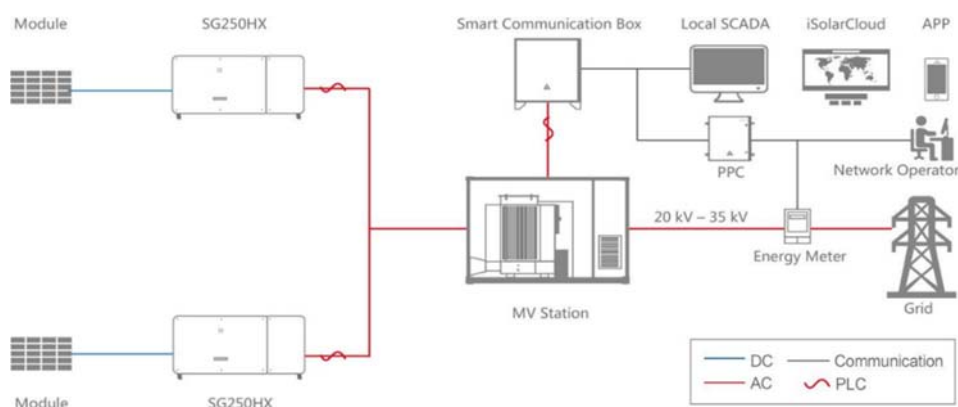 Module
SG250HX
Smart Communication Box
Local SCADA
iSolarCloud
APP
PPC
Network Operator
20 kV – 35 kV
Energy Meter
MV Station
Grid
Module
SG250HX
DC
Communication
AC
PLC